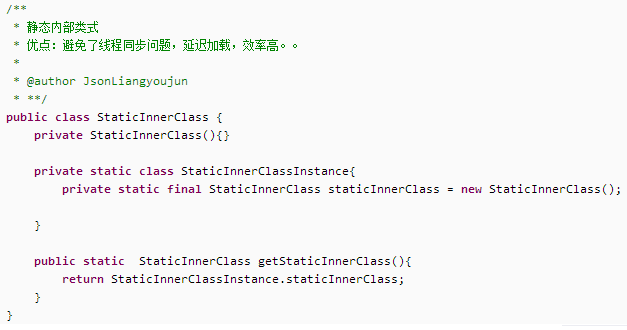 /**
 * 静态内部类式
 * 优点: 避免了线程同步问题，延迟加载，效率高。。
 *
 * @author JsonLiangyoujun
 * **/
public class StaticInnerClass {
    private StaticInnerClass(){}
    private static class StaticInnerClassInstance{
        private static final StaticInnerClass staticInnerClass = new StaticInnerClass();
    }
    public static  StaticInnerClass getStaticInnerClass(){
        return StaticInnerClassInstance.staticInnerClass;
    }
}